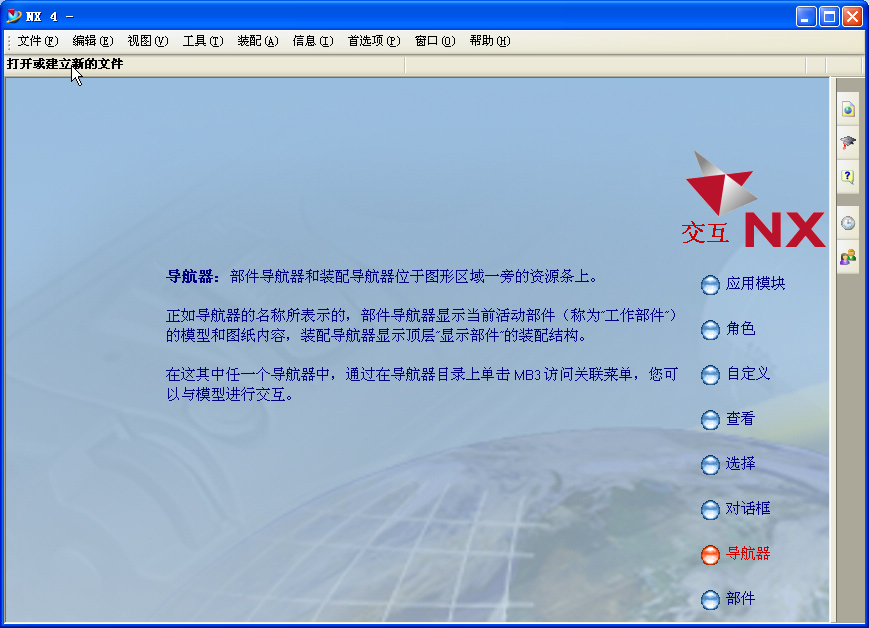 NX 4 -
文件(F) 编辑(E) 视图(V) 工具(T) 装配(A) 信息(I) 首选项(P) 窗口(O) 帮助(H)
打开或建立新的文件
交互 NX
导航器：部件导航器和装配导航器位于图形区域一旁的资源条上。
正如导航器的名称所表示的，部件导航器显示当前活动部件（称为"工作部件"）
的模型和图纸内容，装配导航器显示顶层"显示部件"的装配结构。
在这其中任一个导航器中，通过在导航器目录上单击 MB3 访问关联菜单，您可
以与模型进行交互。
应用模块
角色
自定义
查看
选择
对话框
导航器
部件